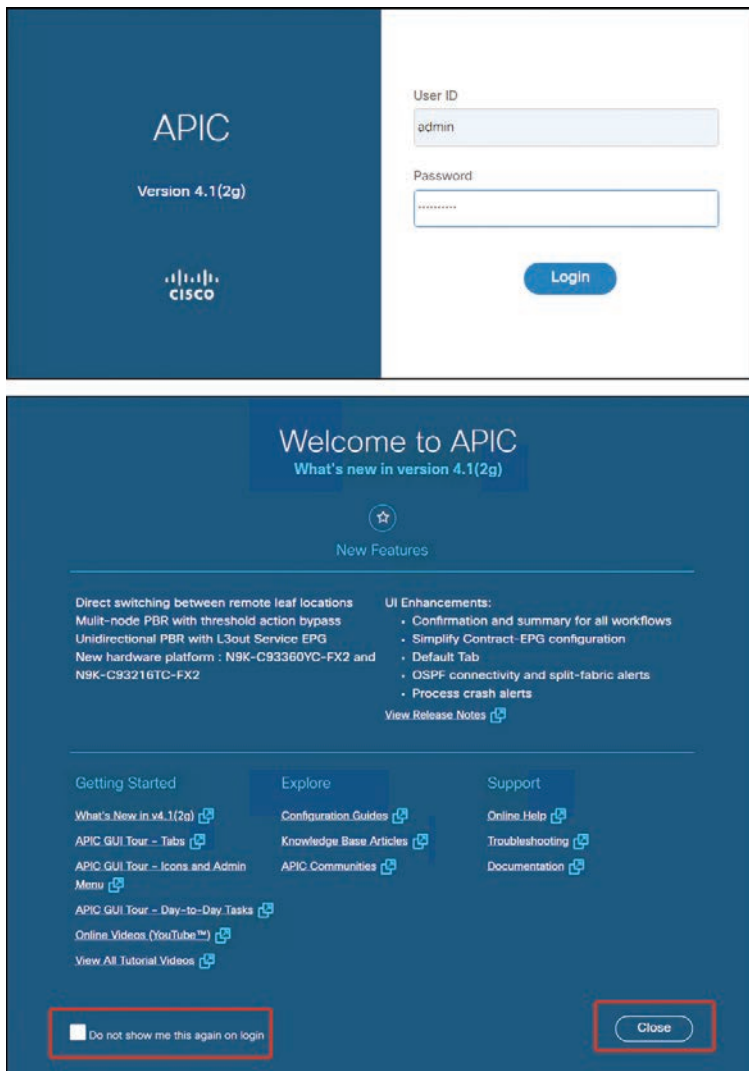 APIC
Version 4.1(2g)
CISCO
User ID
admin
Password
..........
Login
Welcome to APIC
What's new in version 4.1(2g)
New Features
Direct switching between remote leaf locations
Mulit-node PBR with threshold action bypass
Unidirectional PBR with L3out Service EPG
New hardware platform : N9K-C93360YC-FX2 and
N9K-C93216TC-FX2
UI Enhancements:
• Confirmation and summary for all workflows
• Simplify Contract-EPG configuration
• Default Tab
• OSPF connectivity and split-fabric alerts
• Process crash alerts
View Release Notes
Getting Started
What's New in v4.1(2g)
APIC GUI Tour - Tabs
APIC GUI Tour - Icons and Admin
Menu
APIC GUI Tour - Day-to-Day Tasks
Online Videos (YouTube™)
View All Tutorial Videos
Explore
Configuration Guides
Knowledge Base Articles
APIC Communities
Support
Online Help
Troubleshooting
Documentation
Do not show me this again on login
Close